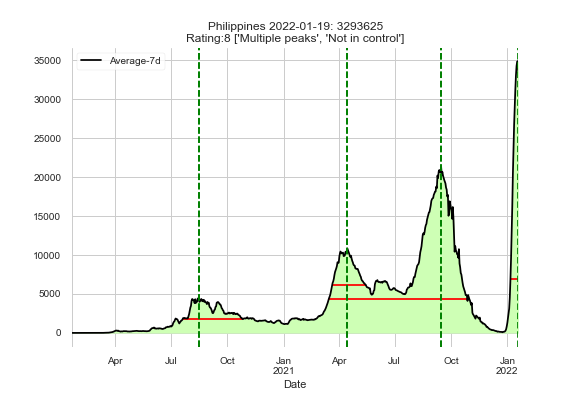 Philippines 2022-01-19: 3293625
Rating:8 ['Multiple peaks', 'Not in control']
Average-7d
35000
30000
25000
20000
15000
10000
5000
0
Apr Jul Oct Jan Apr Jul Oct Jan
2021 2022
Date